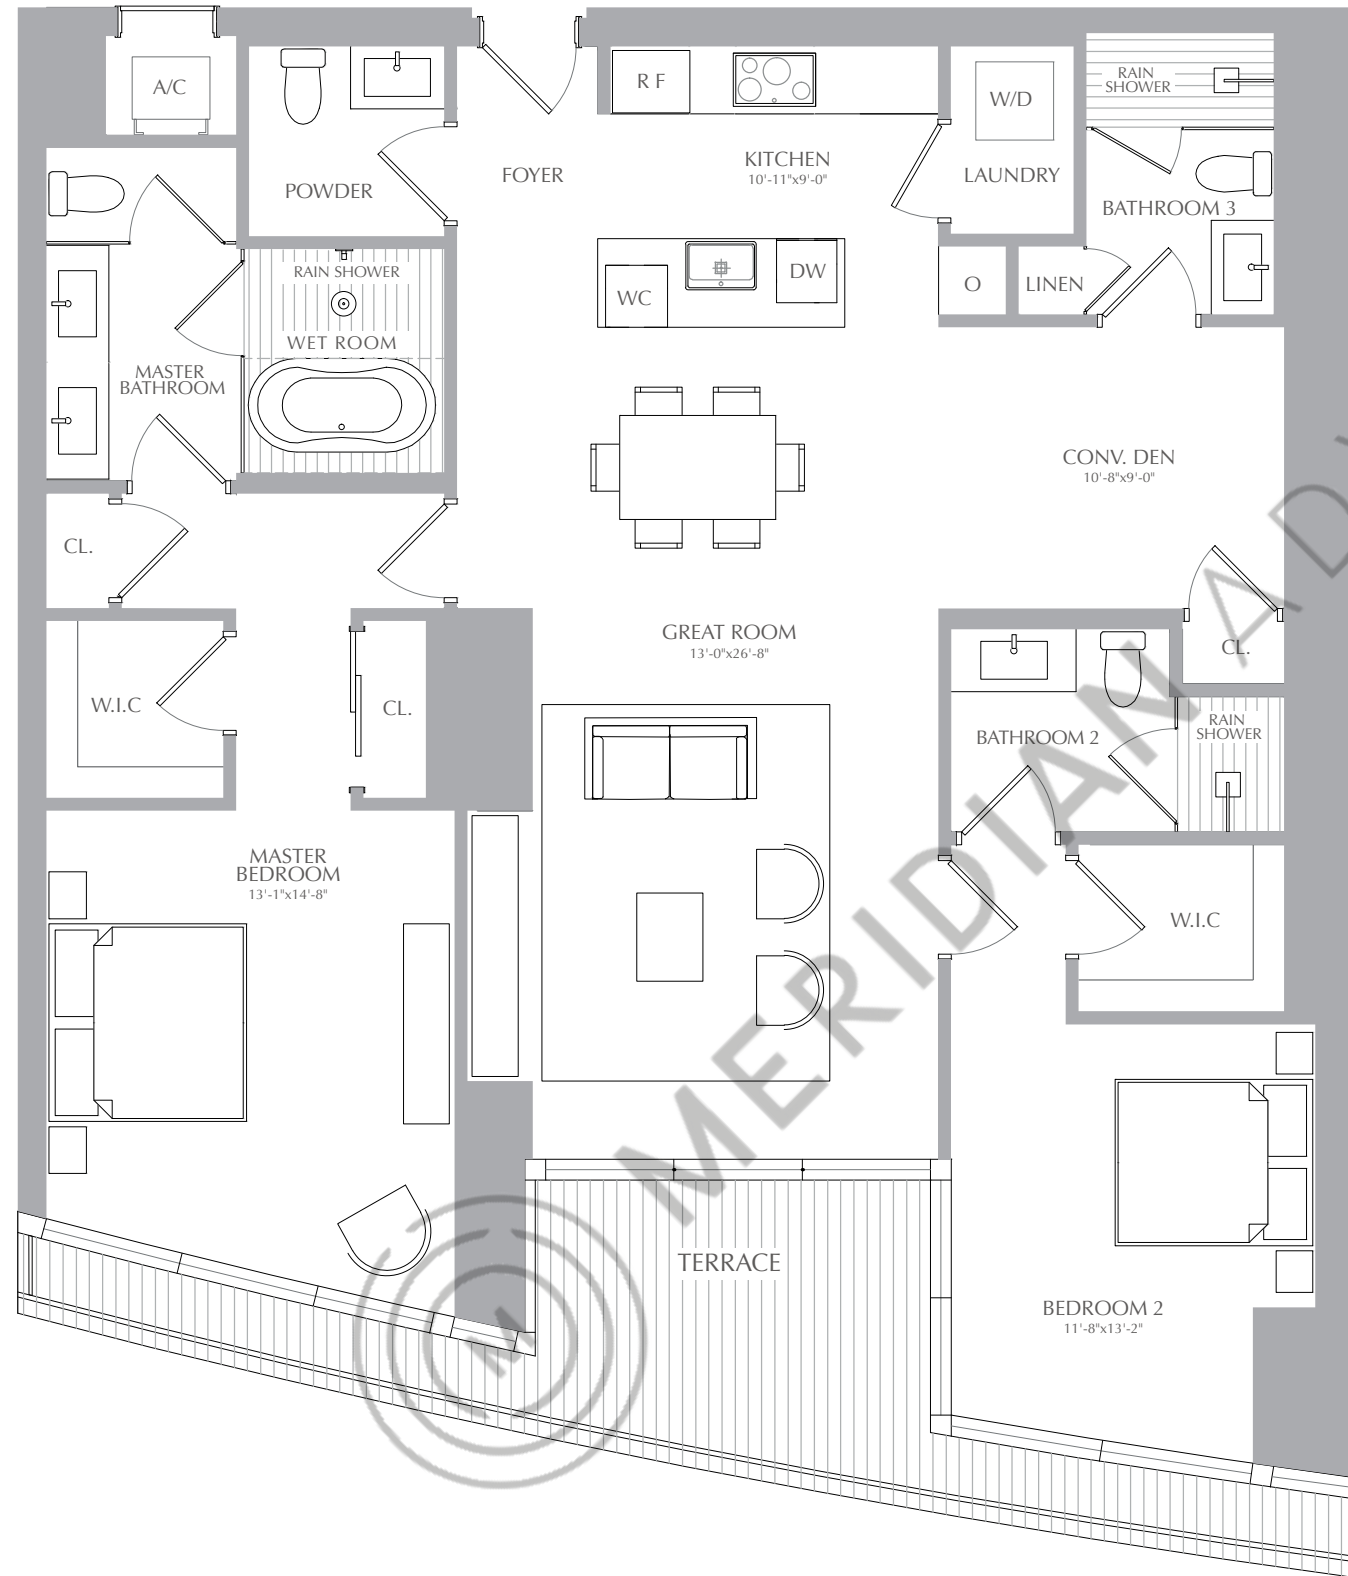 A/C
R F
W/D
RAIN
SHOWER
POWDER
FOYER
KITCHEN
10'-11"x9'-0"
LAUNDRY
BATHROOM 3
RAIN SHOWER
WET ROOM
WC
DW
O
LINEN
MASTER
BATHROOM
CONV. DEN
10'-8"x9'-0"
CL.
GREAT ROOM
13'-0"x26'-8"
CL.
W.I.C
CL.
BATHROOM 2
RAIN
SHOWER
MASTER
BEDROOM
13'-1"x14'-8"
W.I.C
TERRACE
BEDROOM 2
11'-8"x13'-2"
M
MERIDIAN AD